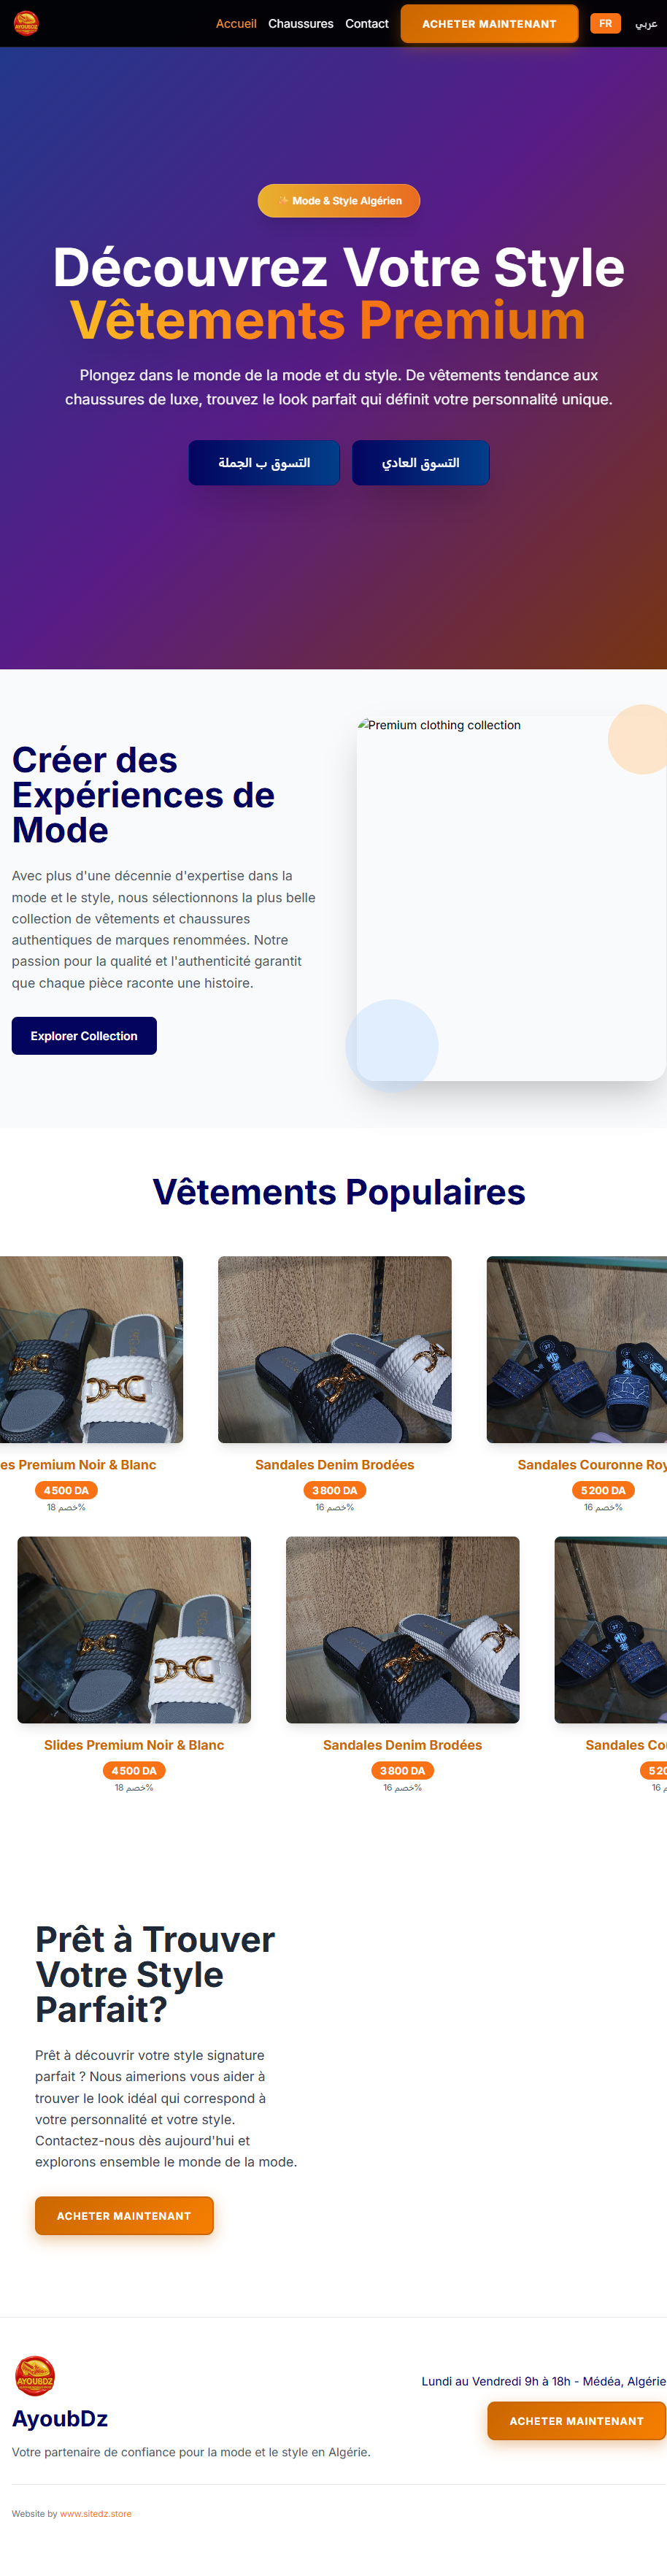 AYOUBDZ
Accueil Chaussures Contact ACHETER MAINTENANT FR عربي
✨ Mode & Style Algérien
Découvrez Votre Style
Vêtements Premium
Plongez dans le monde de la mode et du style. De vêtements tendance aux
chaussures de luxe, trouvez le look parfait qui définit votre personnalité unique.
التسوق ب الجملة التسوق العادي
Premium clothing collection
Créer des
Expériences de
Mode
Avec plus d'une décennie d'expertise dans la
mode et le style, nous sélectionnons la plus belle
collection de vêtements et chaussures
authentiques de marques renommées. Notre
passion pour la qualité et l'authenticité garantit
que chaque pièce raconte une histoire.
Explorer Collection
Vêtements Populaires
es Premium Noir & Blanc Sandales Denim Brodées Sandales Couronne Roy
4 500 DA 3 800 DA 5 200 DA
18 خصم% 16 خصم% 16 خصم%
Slides Premium Noir & Blanc Sandales Denim Brodées Sandales Cou
4 500 DA 3 800 DA 5 20
18 خصم% 16 خصم% 16
Prêt à Trouver
Votre Style
Parfait?
Prêt à découvrir votre style signature
parfait ? Nous aimerions vous aider à
trouver le look idéal qui correspond à
votre personnalité et votre style.
Contactez-nous dès aujourd'hui et
explorons ensemble le monde de la mode.
ACHETER MAINTENANT
AYOUBDZ
AyoubDz
Votre partenaire de confiance pour la mode et le style en Algérie.
Lundi au Vendredi 9h à 18h - Médéa, Algérie
ACHETER MAINTENANT
Website by www.sitedz.store